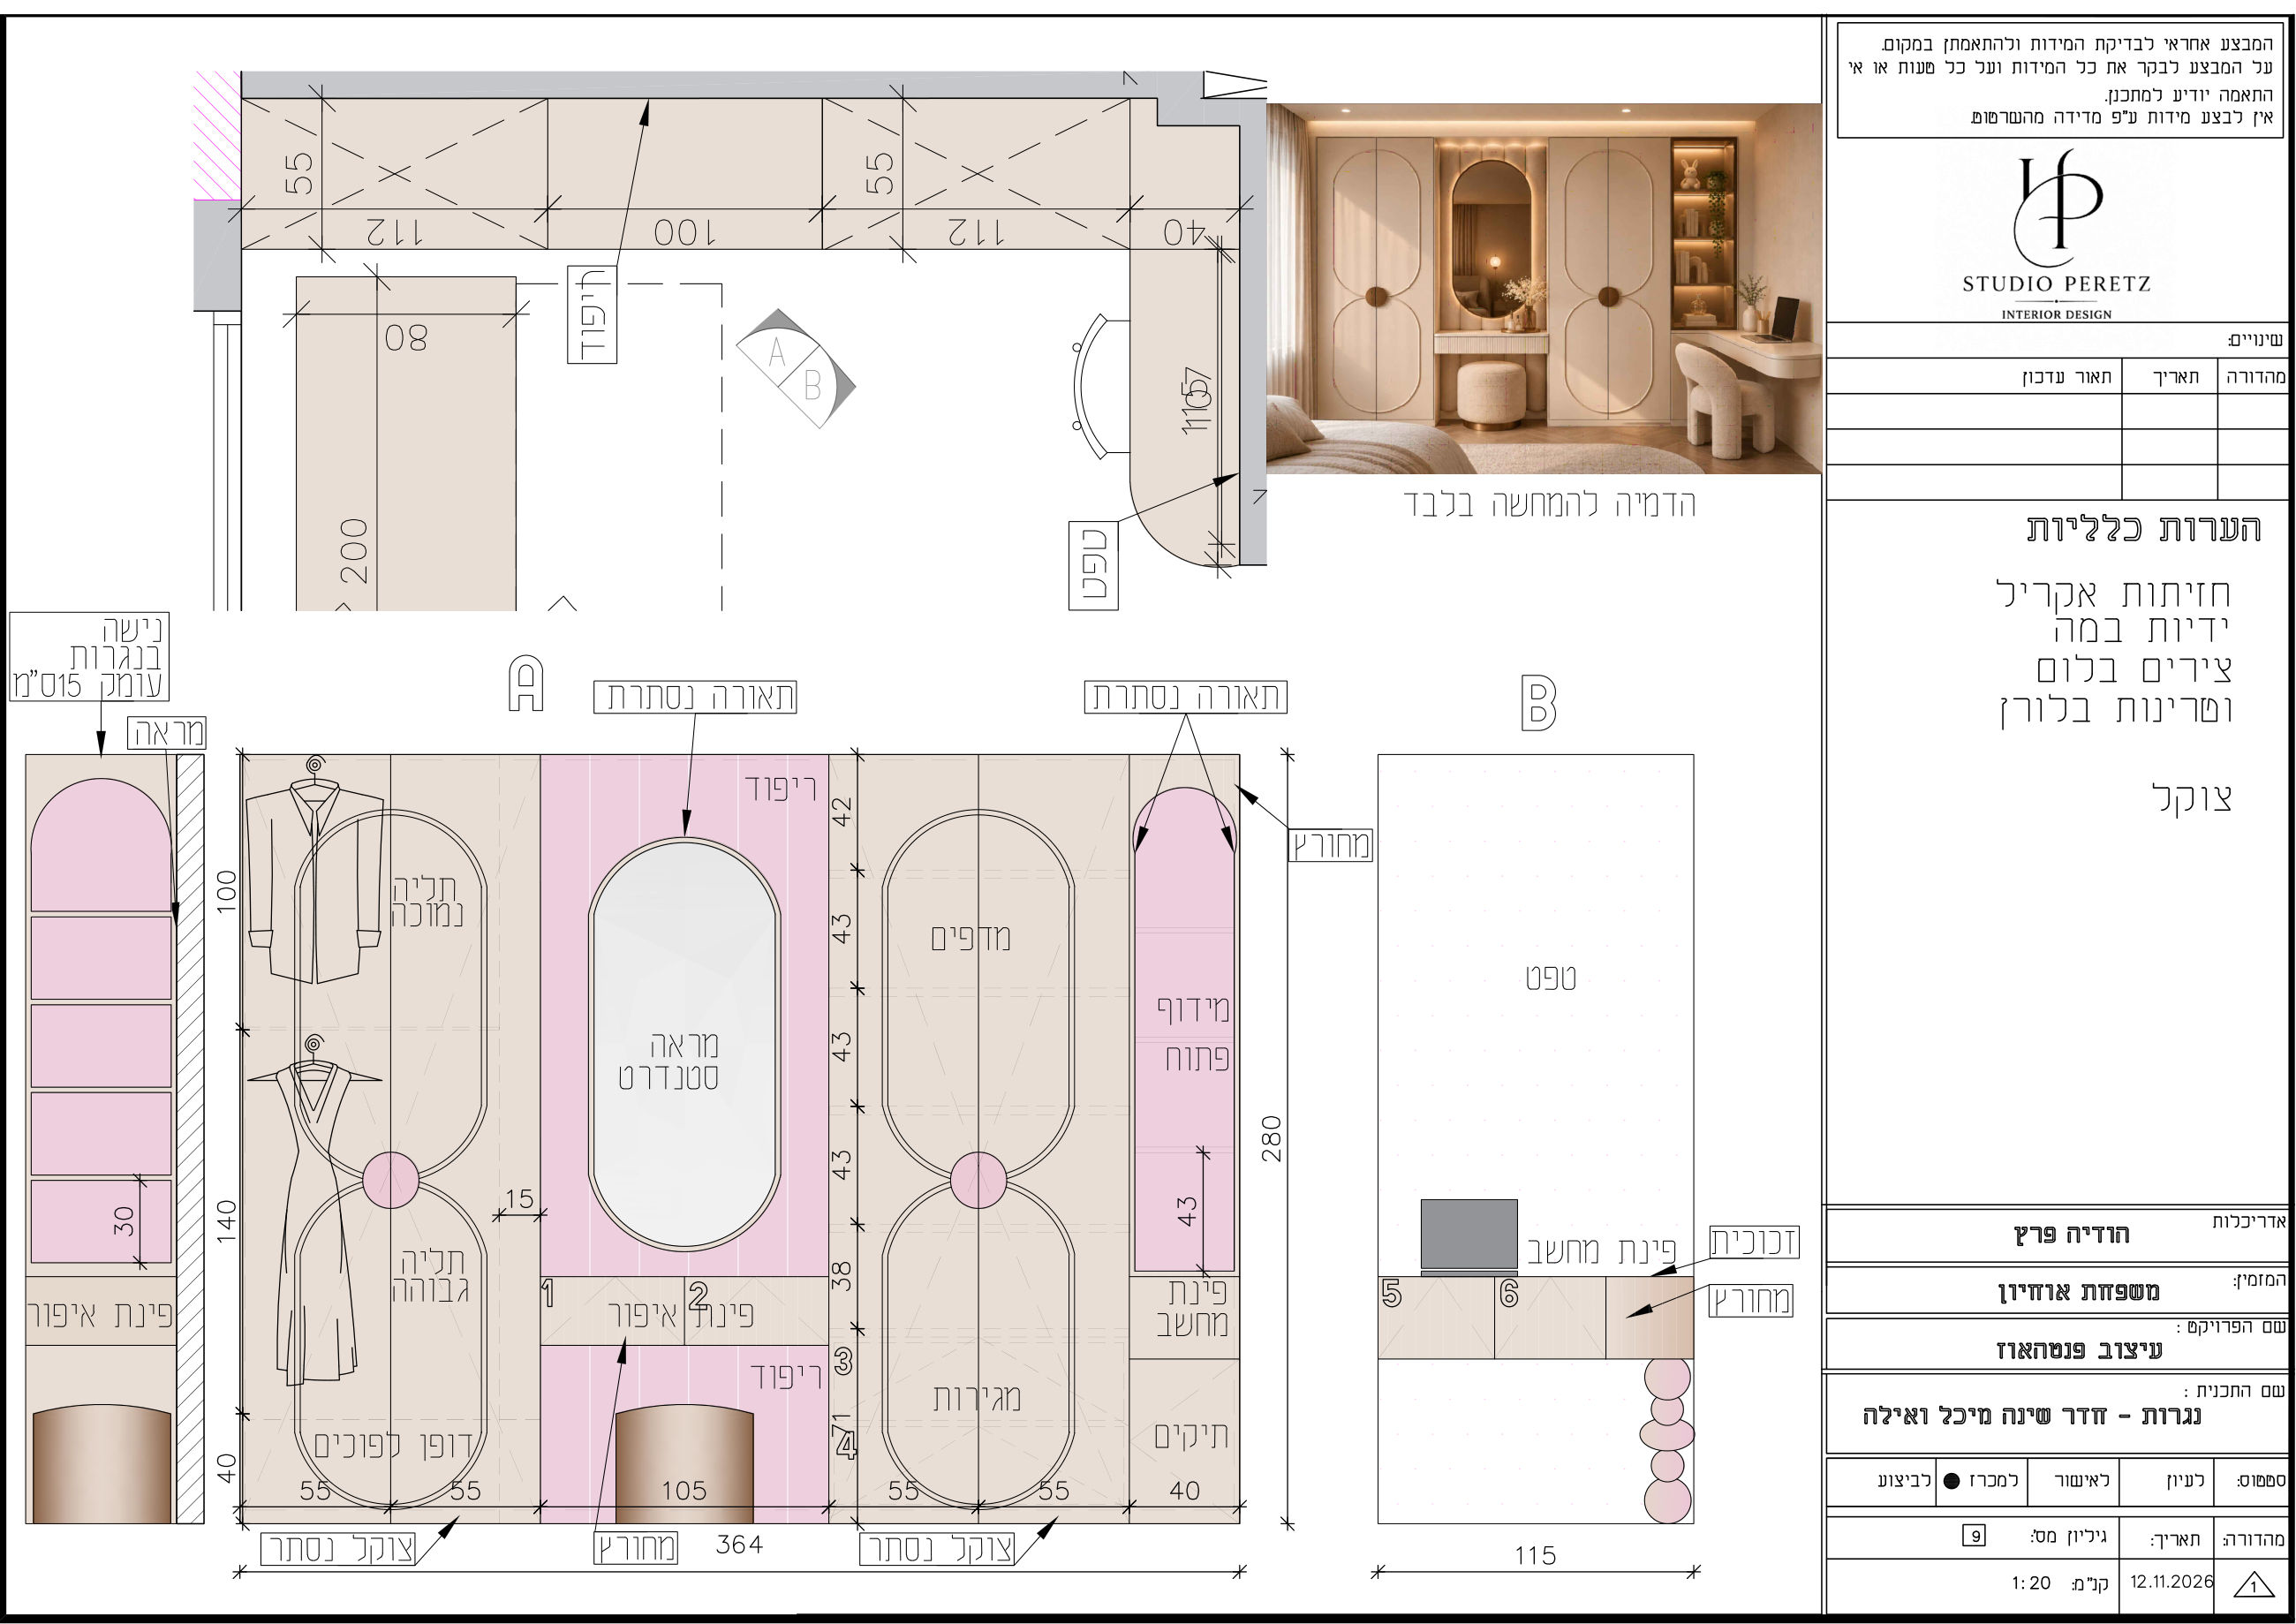 המבצע אחראי לבדיקת המידות ולהתאמתן במקום.
על המבצע לבקר את כל המידות ועל כל טעות או אי
התאמה יודיע למתכנן.
אין לבצע מידות ע"פ מדידה מהשרטוט
STUDIO PERETZ
INTERIOR DESIGN
שינויים:
מהדורה
תאריך
תאור עדכון
הערות כלליות
חזיתות אקריל
ידיות במה
צירים בלום
וטרינות בלורן
צוקל
אדריכלות
הודיה פרץ
המזמין:
משפחת אוחיון
שם הפרויקט :
עיצוב פנטהאוז
שם התכנית :
נגרות - חדר שינה מיכל ואילה
סטטוס:
לעיון
לאישור
למכרז
לביצוע
מהדורה:
תאריך:
גיליון מס':
9
1
12.11.2026
קנ"מ: 1:20
55
55
112
100
112
40
80
200
ריפוד
A
B
115
טפט
הדמיה להמחשה בלבד
נישה
בנגרות
עומק 15ס"מ
מראה
30
פינת איפור
A
תאורה נסתרת
תאורה נסתרת
מחורץ
100
140
40
תליה
נמוכה
תליה
גבוהה
דופן לפוכים
55
55
15
ריפוד
מראה
סטנדרט
1
2
פינת איפור
ריפוד
105
42
43
43
43
38
71
3
4
מדפים
מגירות
55
55
מידוף
פתוח
43
פינת
מחשב
תיקים
40
280
צוקל נסתר
מחורץ
צוקל נסתר
364
B
טפט
פינת מחשב
זכוכית
מחורץ
5
6
115